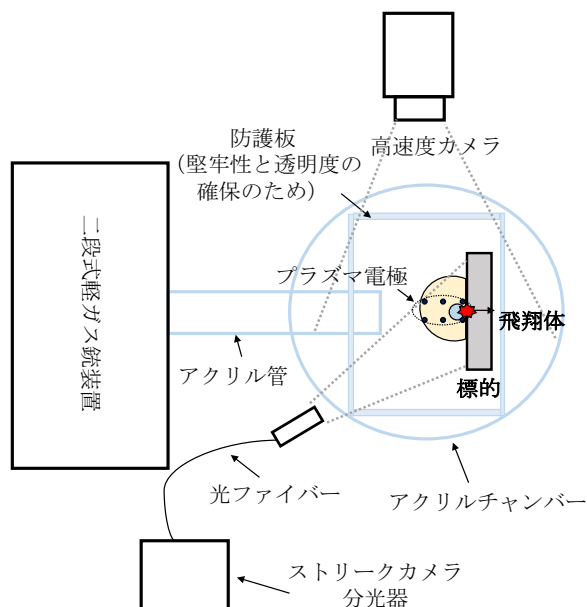 防護板
（堅牢性と透明度の
確保のため）
高速度カメラ
二段式軽ガス銃装置
プラズマ電極
飛翔体
アクリル管
標的
光ファイバー
アクリルチャンバー
ストリークカメラ
分光器